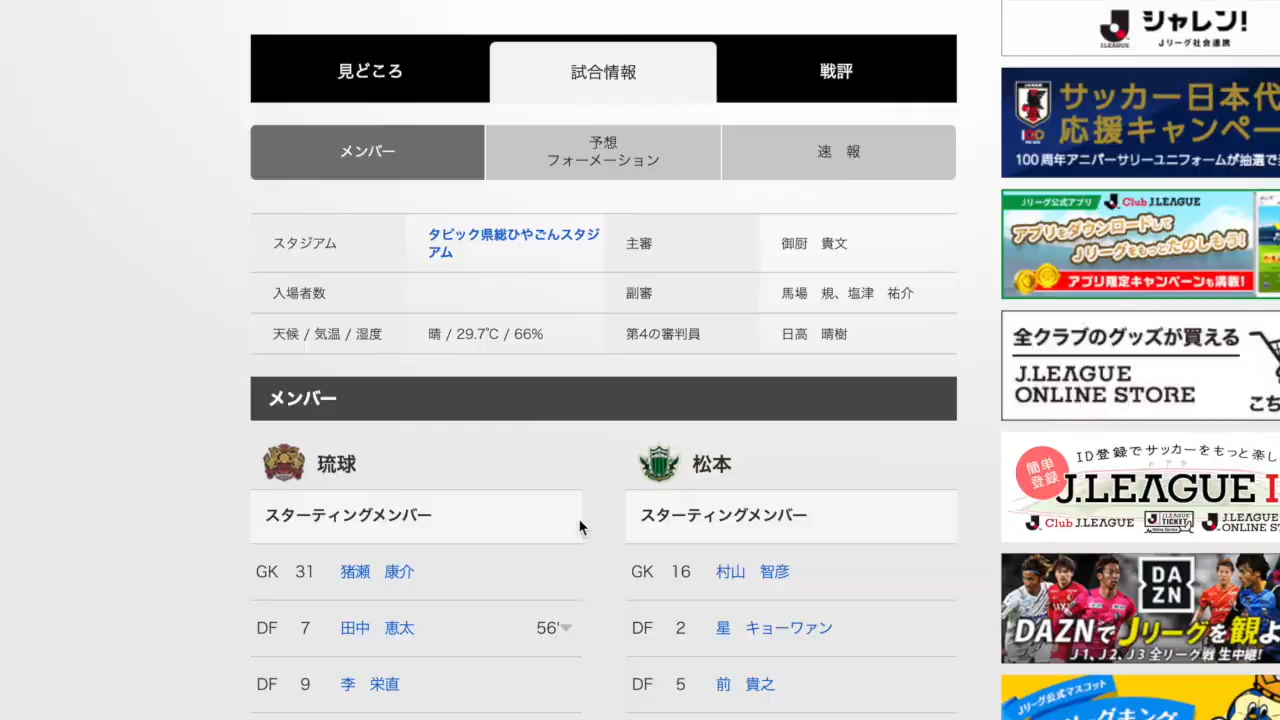 見どころ
試合情報
戦評
メンバー
予想
フォーメーション
速 報
スタジアム
タピック県総ひやごんスタジ
アム
主審
御厨 貴文
入場者数
副審
馬場 規、塩津 祐介
天候 / 気温 / 湿度
晴 / 29.7℃ / 66%
第4の審判員
日高 晴樹
メンバー
琉球
松本
スターティングメンバー
スターティングメンバー
GK 31 猪瀬 康介
GK 16 村山 智彦
DF 7 田中 恵太 56'
DF 2 星 キョーワァン
DF 9 李 栄直
DF 5 前 貴之
J.LEAGUE
シャレン!
Jリーグ社会連携
サッカー日本代
応援キャンペー
100周年アニバーサリーユニフォームが抽選で
Jリーグ公式アプリ Club J.LEAGUE
アプリをダウンロードして
Jリーグをもっとたのしもう!
アプリ限定キャンペーンも満載!
全クラブのグッズが買える
J.LEAGUE
ONLINE STORE
こち
簡単
登録
ID登録でサッカーをもっと楽し
J.LEAGUE I
Club J.LEAGUE
J.LEAGUE
TICKET
J.LEAGUE
ONLINE S
DA
ZN
DAZNでJリーグを観よ
J1、J2、J3 全リーグ戦 生中継!
Jリーグ公式マスコット
ーグキング